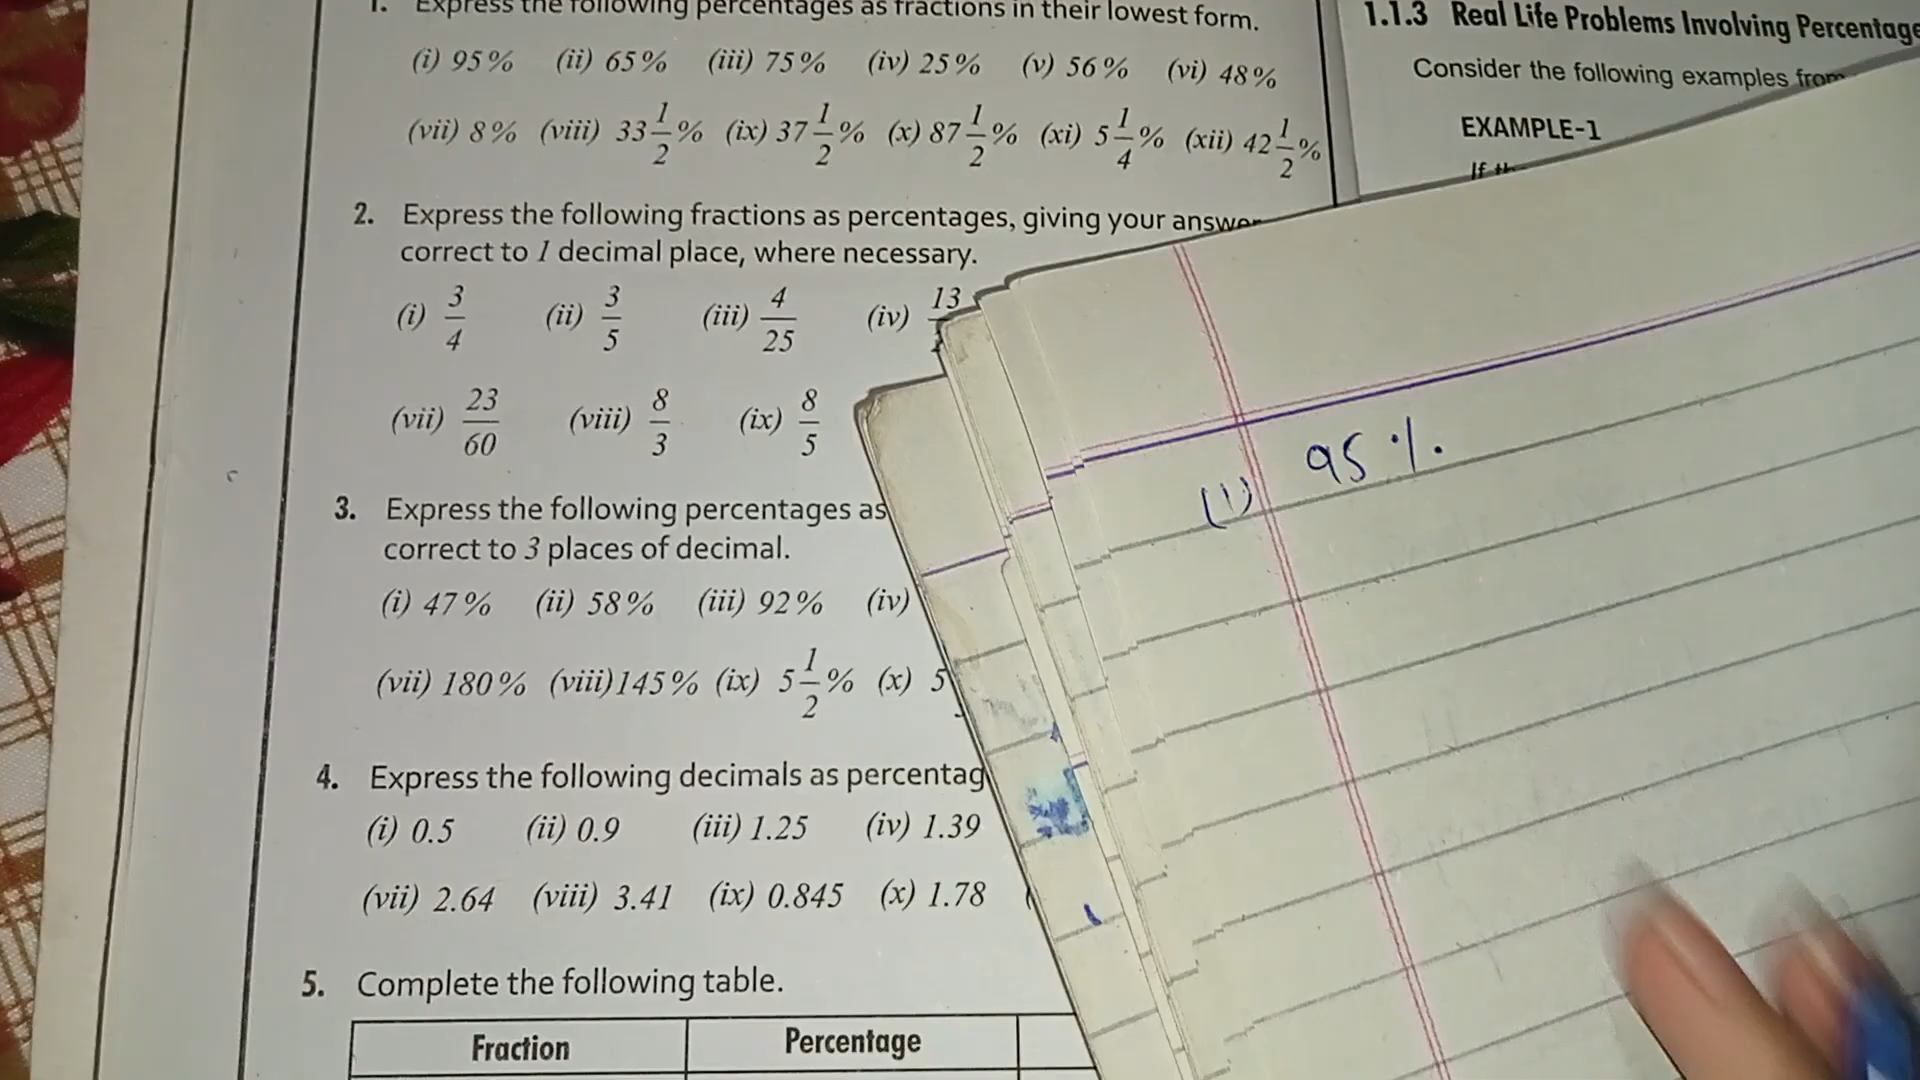 1. Express the following percentages as fractions in their lowest form.
(i) 95% (ii) 65% (iii) 75% (iv) 25% (v) 56% (vi) 48%
(vii) 8% (viii) 33 1/2% (ix) 37 1/2% (x) 87 1/2% (xi) 5 1/4% (xii) 42 1/2%
2. Express the following fractions as percentages, giving your answer
correct to 1 decimal place, where necessary.
(i) 3/4 (ii) 3/5 (iii) 4/25 (iv) 13
(vii) 23/60 (viii) 8/3 (ix) 8/5
3. Express the following percentages as
correct to 3 places of decimal.
(i) 47% (ii) 58% (iii) 92% (iv)
(vii) 180% (viii) 145% (ix) 5 1/2% (x) 5
4. Express the following decimals as percentag
(i) 0.5 (ii) 0.9 (iii) 1.25 (iv) 1.39
(vii) 2.64 (viii) 3.41 (ix) 0.845 (x) 1.78
5. Complete the following table.
Fraction Percentage
1.1.3 Real Life Problems Involving Percentage
Consider the following examples from
EXAMPLE-1
If
(i) 95%